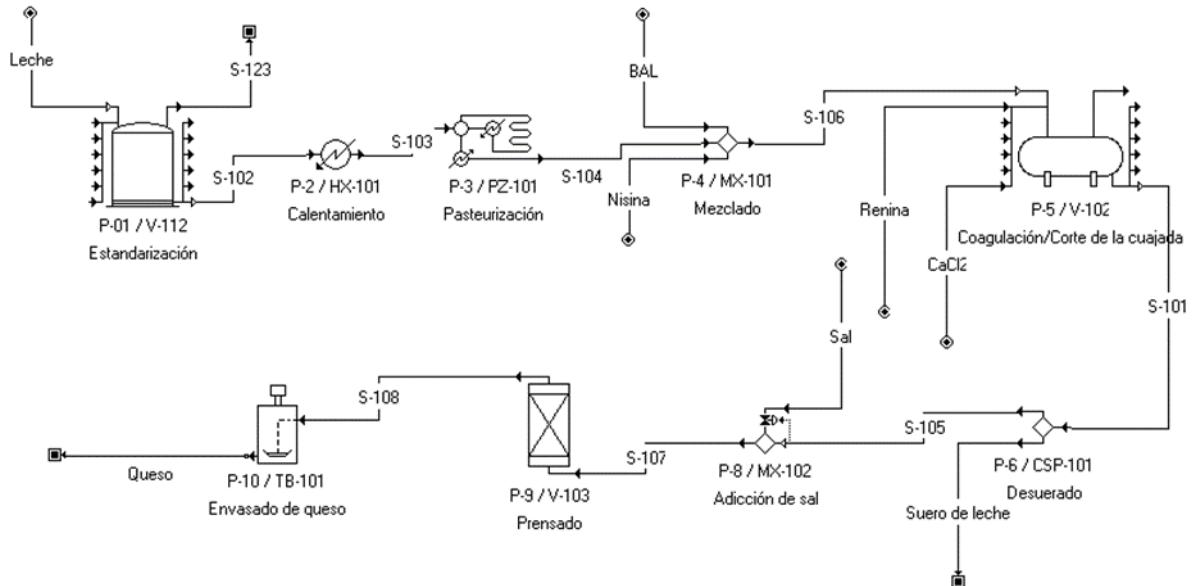 Leche
S-123
S-102
P-01 / V-112
Estandarización
P-2 / HX-101
Calentamiento
S-103
P-3 / PZ-101
Pasteurización
S-104
BAL
Nisina
P-4 / MX-101
Mezclado
S-106
Renina
CaCl2
P-5 / V-102
Coagulación/Corte de la cuajada
S-101
Sal
S-105
P-6 / CSP-101
Desuerado
Suero de leche
P-8 / MX-102
Adicción de sal
S-107
P-9 / V-103
Prensado
S-108
P-10 / TB-101
Envasado de queso
Queso